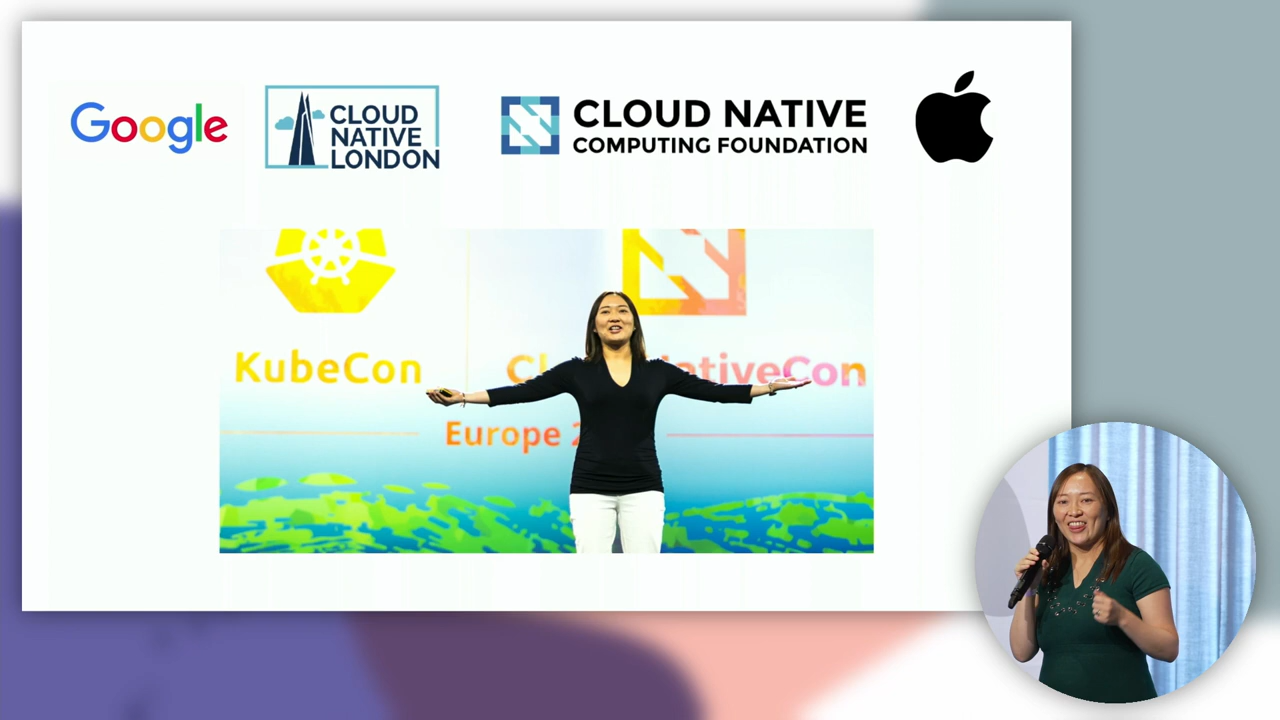 Google
CLOUD
NATIVE
LONDON
CLOUD NATIVE
COMPUTING FOUNDATION
KubeCon
Europe